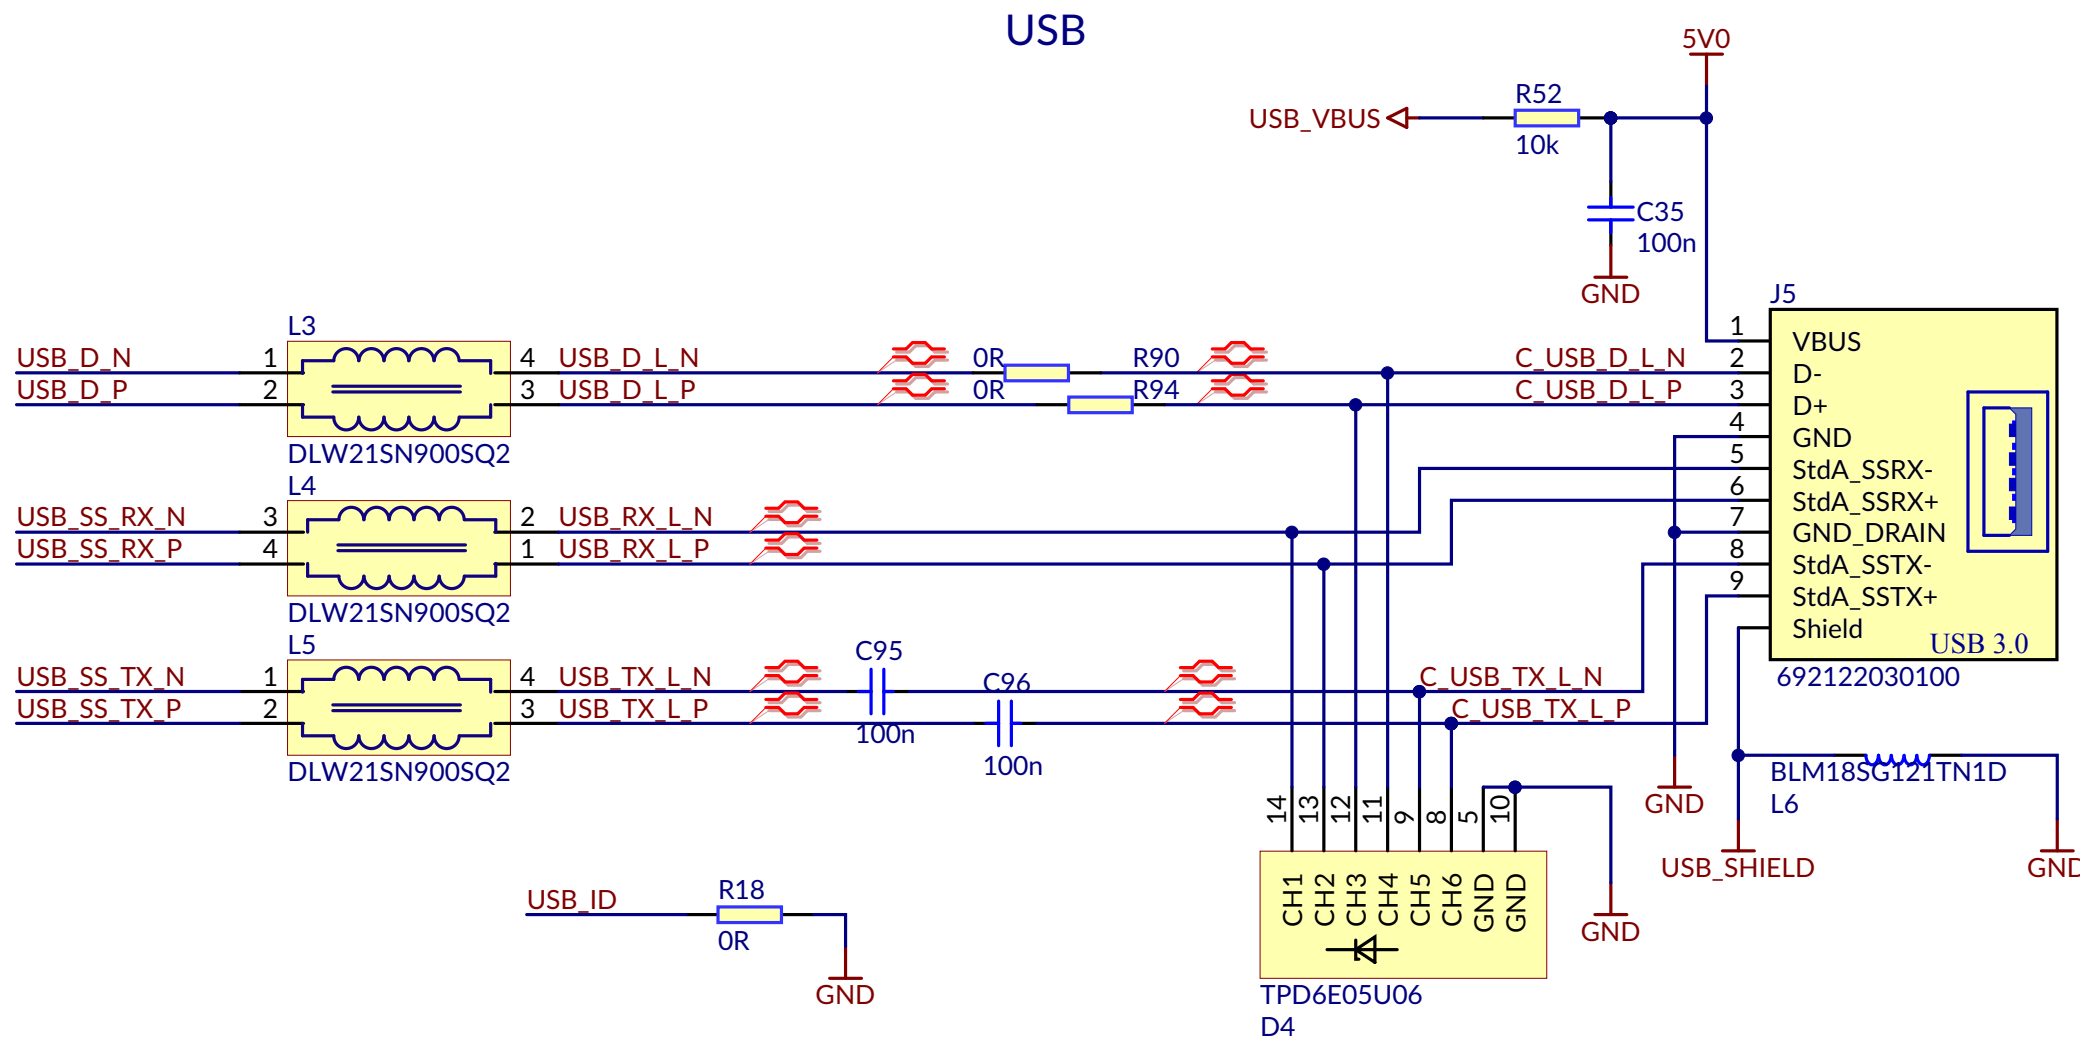 USB
5V0
R52
USB_VBUS
10k
C35
100n
GND
J5
L3
1
USB_D_N 1 4 USB_D_L_N 0R R90 C_USB_D_L_N 2
VBUS
D-
USB_D_P 2 3 USB_D_L_P 0R R94 C_USB_D_L_P 3
D+
4
GND
DLW21SN900SQ2
5
StdA_SSRX-
L4
6
StdA_SSRX+
USB_SS_RX_N 3 2 USB_RX_L_N
7
GND_DRAIN
USB_SS_RX_P 4 1 USB_RX_L_P
8
StdA_SSTX-
9
StdA_SSTX+
DLW21SN900SQ2
Shield
USB 3.0
692122030100
L5
C95
USB_SS_TX_N 1 4 USB_TX_L_N
C96
C_USB_TX_L_N
USB_SS_TX_P 2 3 USB_TX_L_P
C_USB_TX_L_P
100n
100n
DLW21SN900SQ2
BLM18SG121TN1D
L6
GND
USB_SHIELD
GND
14 13 12 11 9 8 5 10
CH1 CH2 CH3 CH4 CH5 CH6 GND GND
GND
TPD6E05U06
D4
USB_ID
R18
0R
GND